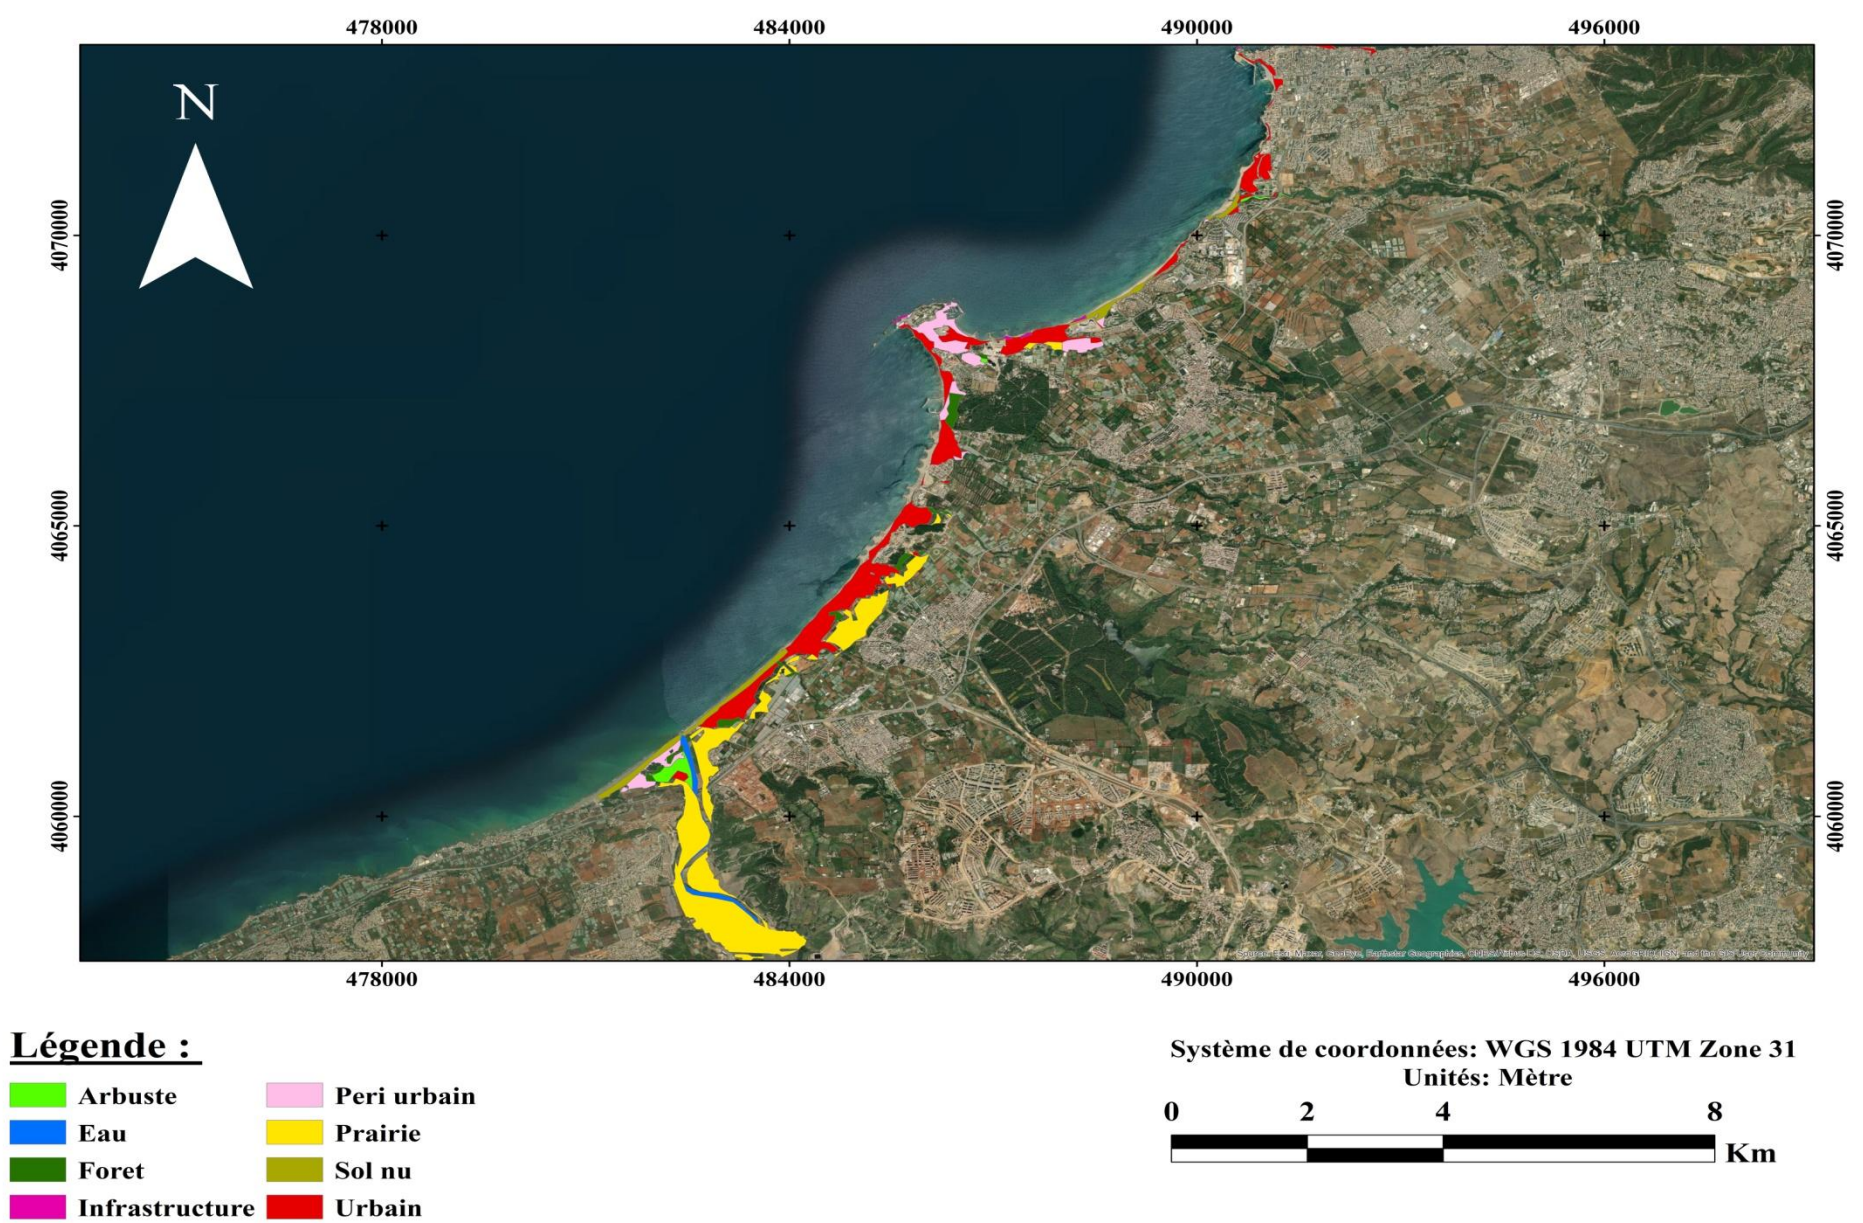 478000 484000 490000 496000
N
4070000 4070000
4065000 4065000
4060000 4060000
478000 484000 490000 496000
Légende :
Arbuste
Eau
Foret
Infrastructure
Peri urbain
Prairie
Sol nu
Urbain
Système de coordonnées: WGS 1984 UTM Zone 31
Unités: Mètre
0 2 4 8
Km